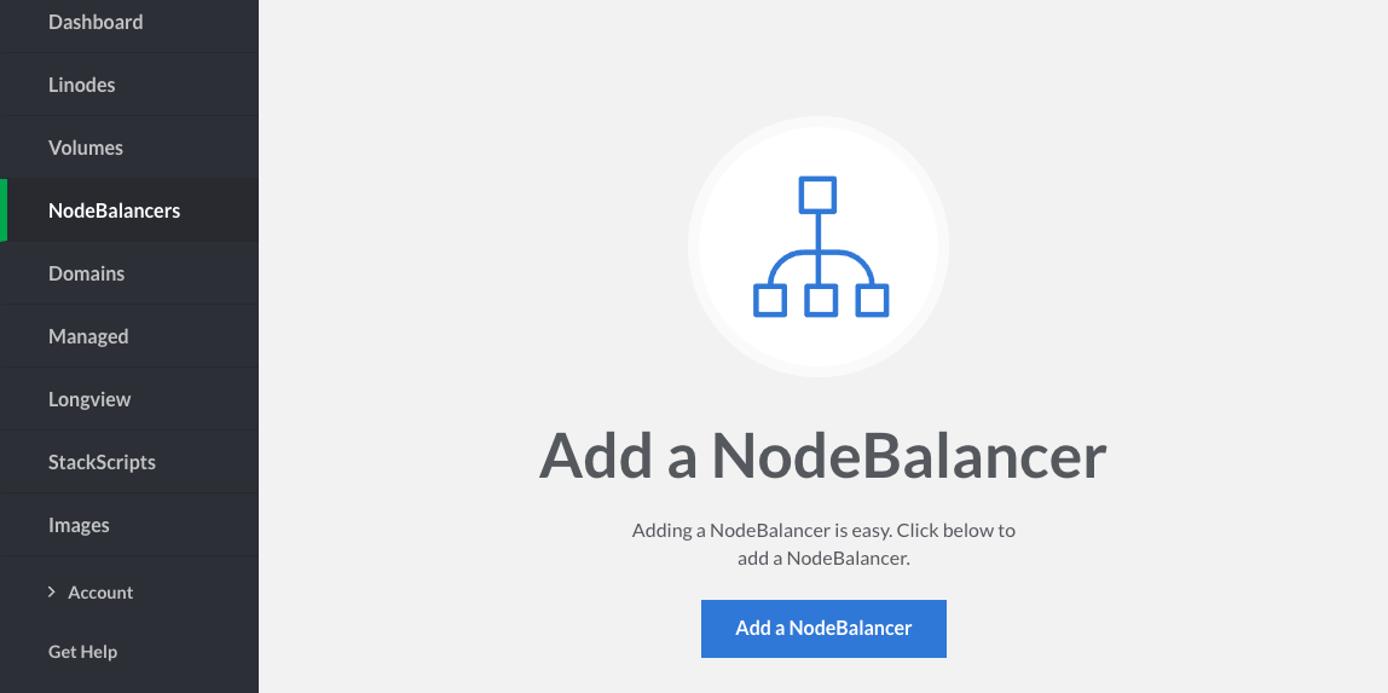 Dashboard
Linodes
Volumes
NodeBalancers
Domains
Managed
Longview
StackScripts
Images
Account
Get Help
Add a NodeBalancer
Adding a NodeBalancer is easy. Click below to
add a NodeBalancer.
Add a NodeBalancer